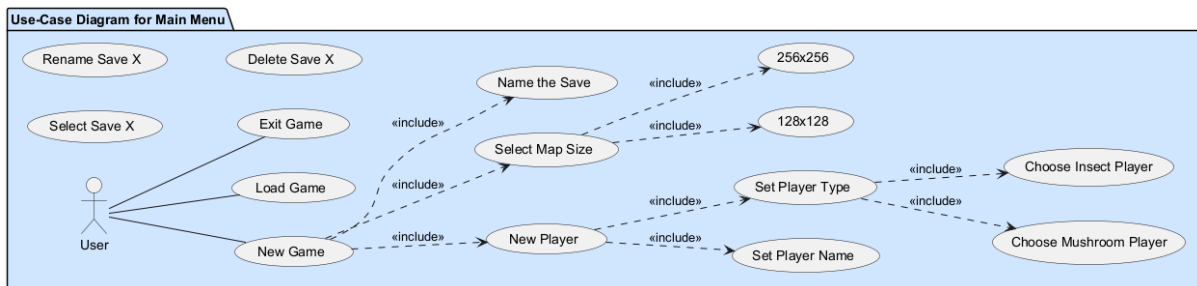 Use-Case Diagram for Main Menu
Rename Save X
Delete Save X
256x256
Name the Save
«include»
«include»
128x128
Select Save X
Exit Game
«include»
Select Map Size
«include»
Choose Insect Player
Load Game
«include»
Set Player Type
«include»
User
New Game
«include»
New Player
«include»
Set Player Name
Choose Mushroom Player